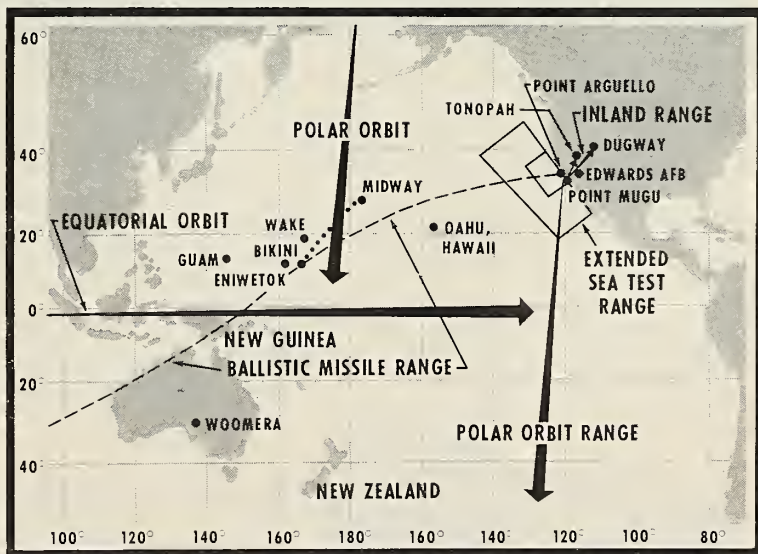 60°
POINT ARGUELLO
TONOPAH
INLAND RANGE
POLAR ORBIT
DUGWAY
40°
MIDWAY
EDWARDS AFB
POINT MUGU
EQUATORIAL ORBIT
WAKE
20°
GUAM
BIKINI
OAHU,
HAWAII
ENIWETOK
EXTENDED
SEA TEST
RANGE
0°
NEW GUINEA
BALLISTIC MISSILE RANGE
20°
WOOMERA
POLAR ORBIT RANGE
40°
NEW ZEALAND
100° 120° 140° 160° 180° 160° 140° 120° 100° 80°